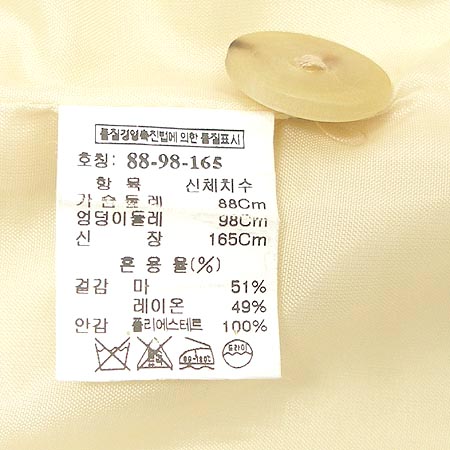 품질경영촉진법에 의한 품질표시
호칭: 88-98-165
항 목 신체치수
가슴둘레 88Cm
엉덩이둘레 98Cm
신 장 165Cm
혼용율(%)
겉감 마 51%
레이온 49%
안감 폴리에스테르 100%
드라이